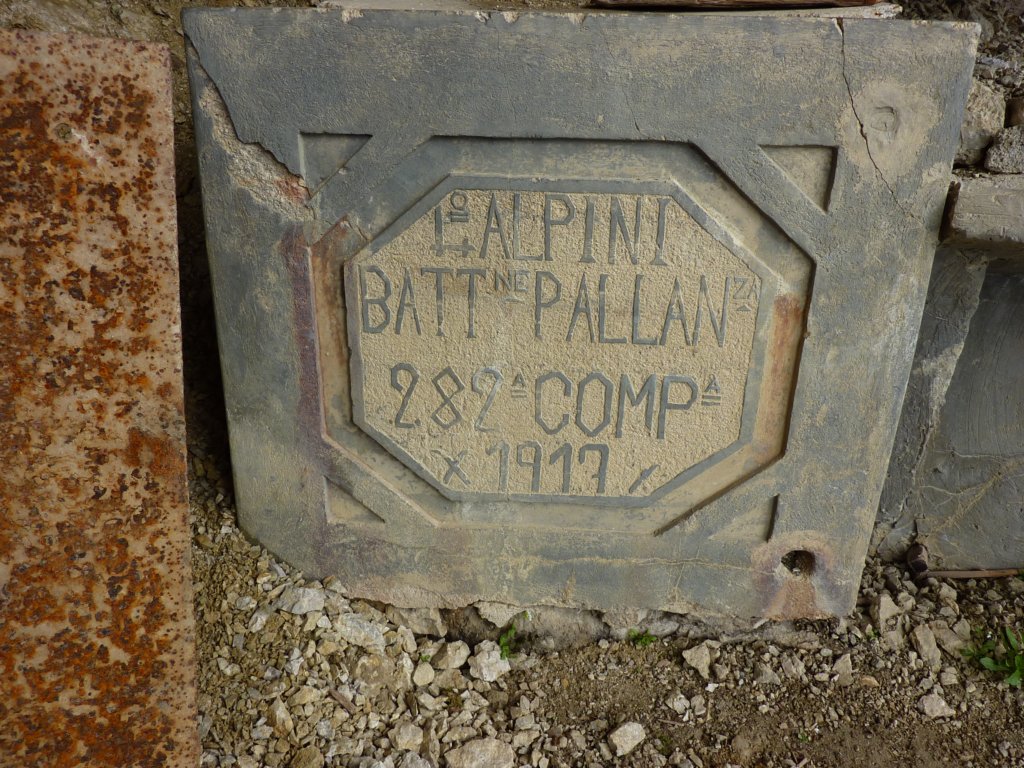 4º ALPINI
BATTNE PALLANZA
282A COMPA
x 1917 x